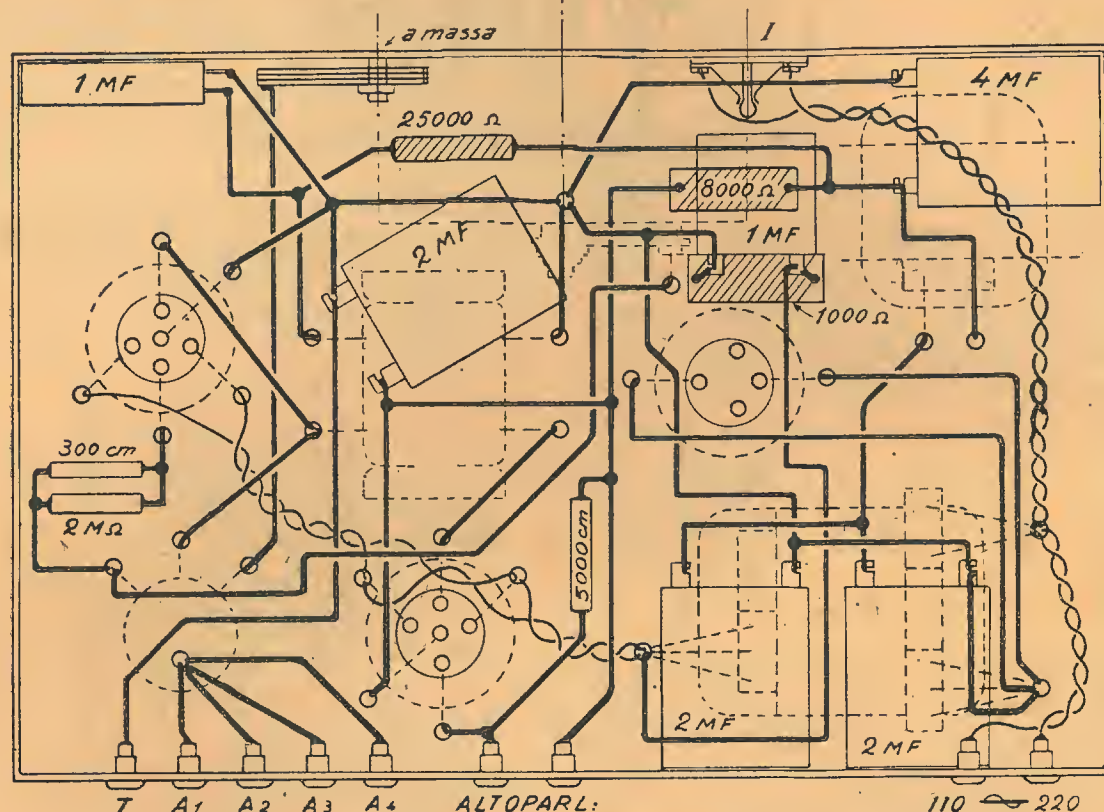 a massa
I
1 MF
4 MF
25000 Ω
8000 Ω
2 MF
1 MF
1000 Ω
300 cm
2 MΩ
5000 cm
2 MF
2 MF
T A1 A2 A3 A4 ALTOPARL: 110 220